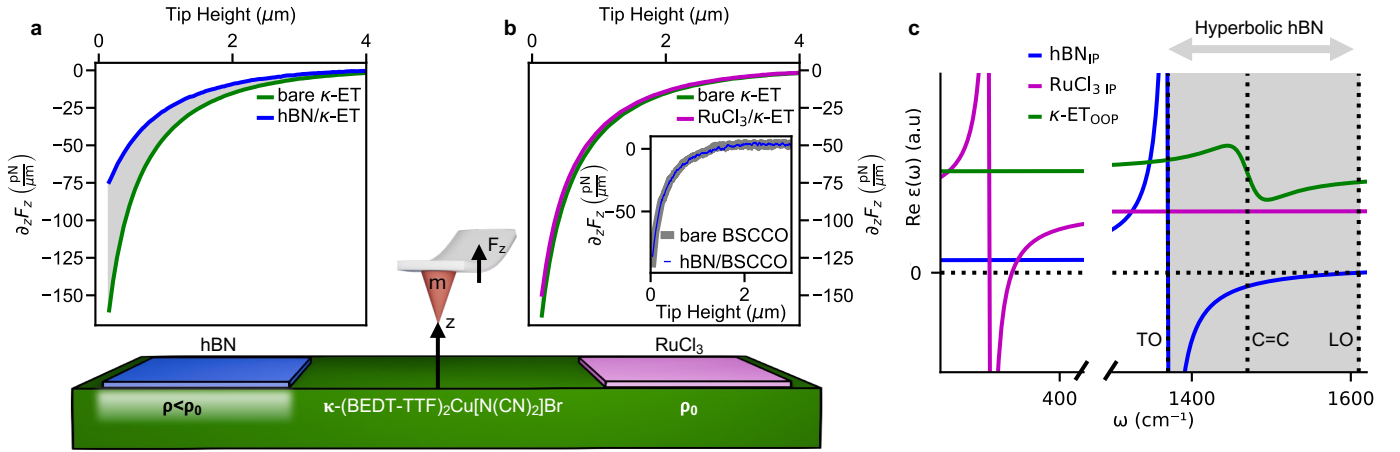 a
Tip Height (μm)
0 2 4
0
−25
−50
−75
−100
−125
−150
∂zFz (pN/μm)
bare κ-ET
hBN/κ-ET
b
Tip Height (μm)
0 2 4
bare κ-ET
RuCl3/κ-ET
0
−25
−50
−75
−100
−125
−150
∂zFz (pN/μm)
0
−50
∂zFz (pN/μm)
bare BSCCO
hBN/BSCCO
0 2
Tip Height (μm)
Fz
m
z
hBN
RuCl3
ρ<ρ0
κ-(BEDT-TTF)2Cu[N(CN)2]Br
ρ0
c
Hyperbolic hBN
hBNIP
RuCl3 IP
κ-ETOOP
Re ε(ω) (a.u)
0
TO
C=C
LO
400 1400 1600
ω (cm−1)